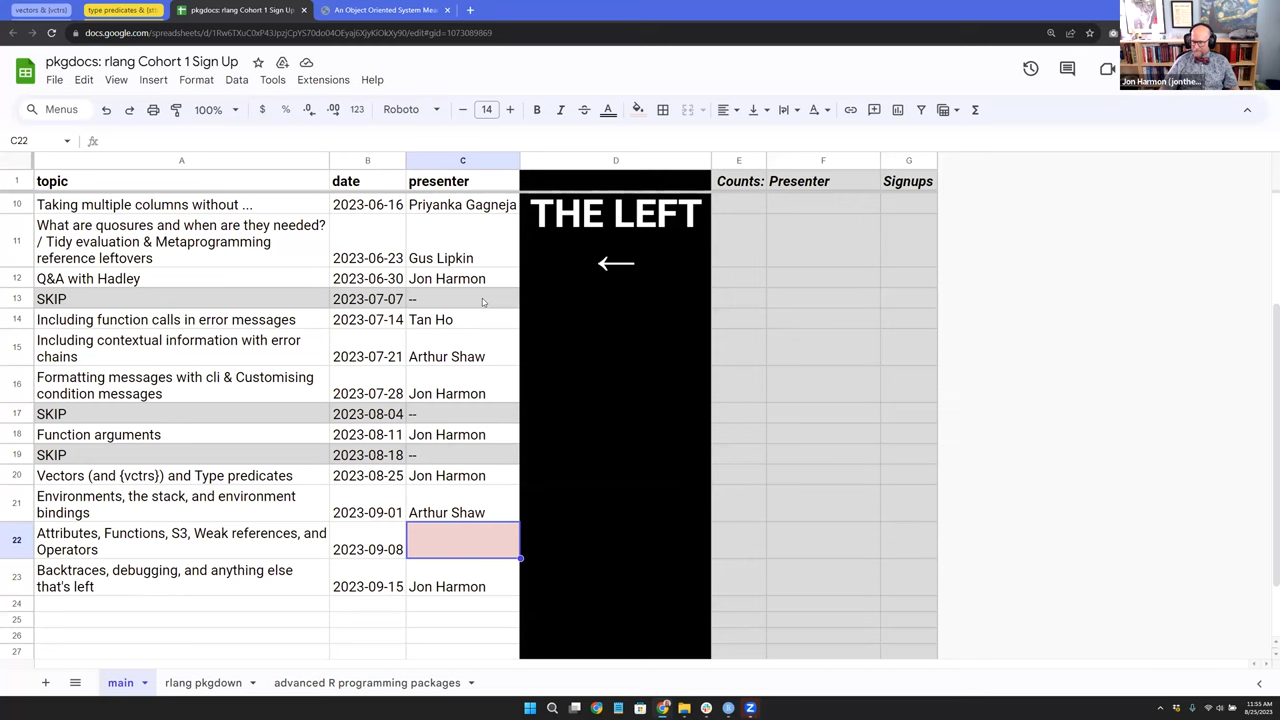 vectors & {vctrs}
type predicates & {str
pkgdocs: rlang Cohort 1 Sign Up
An Object Oriented System Mea
pkgdocs: rlang Cohort 1 Sign Up
File Edit View Insert Format Data Tools Extensions Help
Menus 100% $ % .0 .00 123 Roboto 14
C22
A B C D E F G
1 topic date presenter Counts: Presenter Signups
10 Taking multiple columns without ... 2023-06-16 Priyanka Gagneja
THE LEFT
←
What are quosures and when are they needed?
/ Tidy evaluation & Metaprogramming
11 reference leftovers 2023-06-23 Gus Lipkin
12 Q&A with Hadley 2023-06-30 Jon Harmon
13 SKIP 2023-07-07 --
14 Including function calls in error messages 2023-07-14 Tan Ho
Including contextual information with error
15 chains 2023-07-21 Arthur Shaw
Formatting messages with cli & Customising
16 condition messages 2023-07-28 Jon Harmon
17 SKIP 2023-08-04 --
18 Function arguments 2023-08-11 Jon Harmon
19 SKIP 2023-08-18 --
20 Vectors (and {vctrs}) and Type predicates 2023-08-25 Jon Harmon
Environments, the stack, and environment
21 bindings 2023-09-01 Arthur Shaw
Attributes, Functions, S3, Weak references, and
22 Operators 2023-09-08
Backtraces, debugging, and anything else
23 that's left 2023-09-15 Jon Harmon
24
25
26
27
main rlang pkgdown advanced R programming packages
Jon Harmon (jonthe...
11:55 AM
8/25/2023